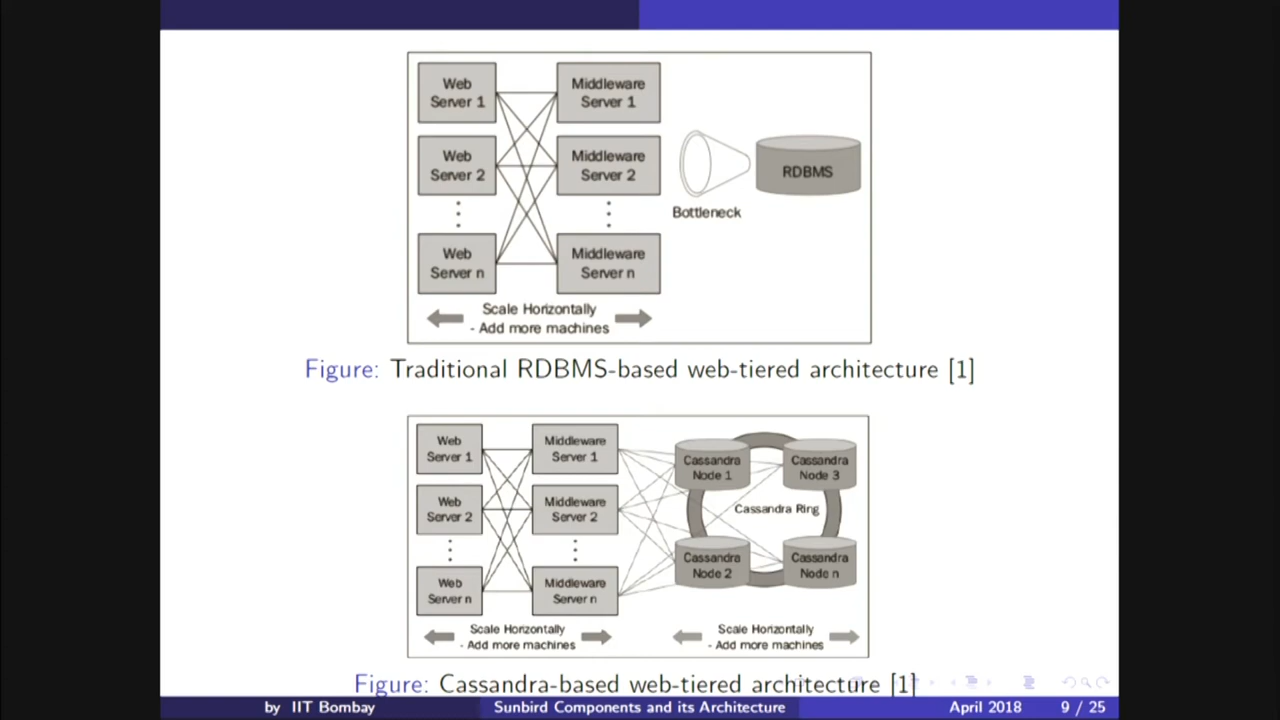 Web
Server 1
Middleware
Server 1
Web
Server 2
Middleware
Server 2
RDBMS
Bottleneck
Web
Server n
Middleware
Server n
Scale Horizontally
- Add more machines
Figure: Traditional RDBMS-based web-tiered architecture [1]
Web
Server 1
Middleware
Server 1
Cassandra
Node 1
Cassandra
Node 3
Web
Server 2
Middleware
Server 2
Cassandra Ring
Cassandra
Node 2
Cassandra
Node n
Web
Server n
Middleware
Server n
Scale Horizontally
- Add more machines
Scale Horizontally
- Add more machines
Figure: Cassandra-based web-tiered architecture [1]
by IIT Bombay Sunbird Components and its Architecture April 2018 9 / 25